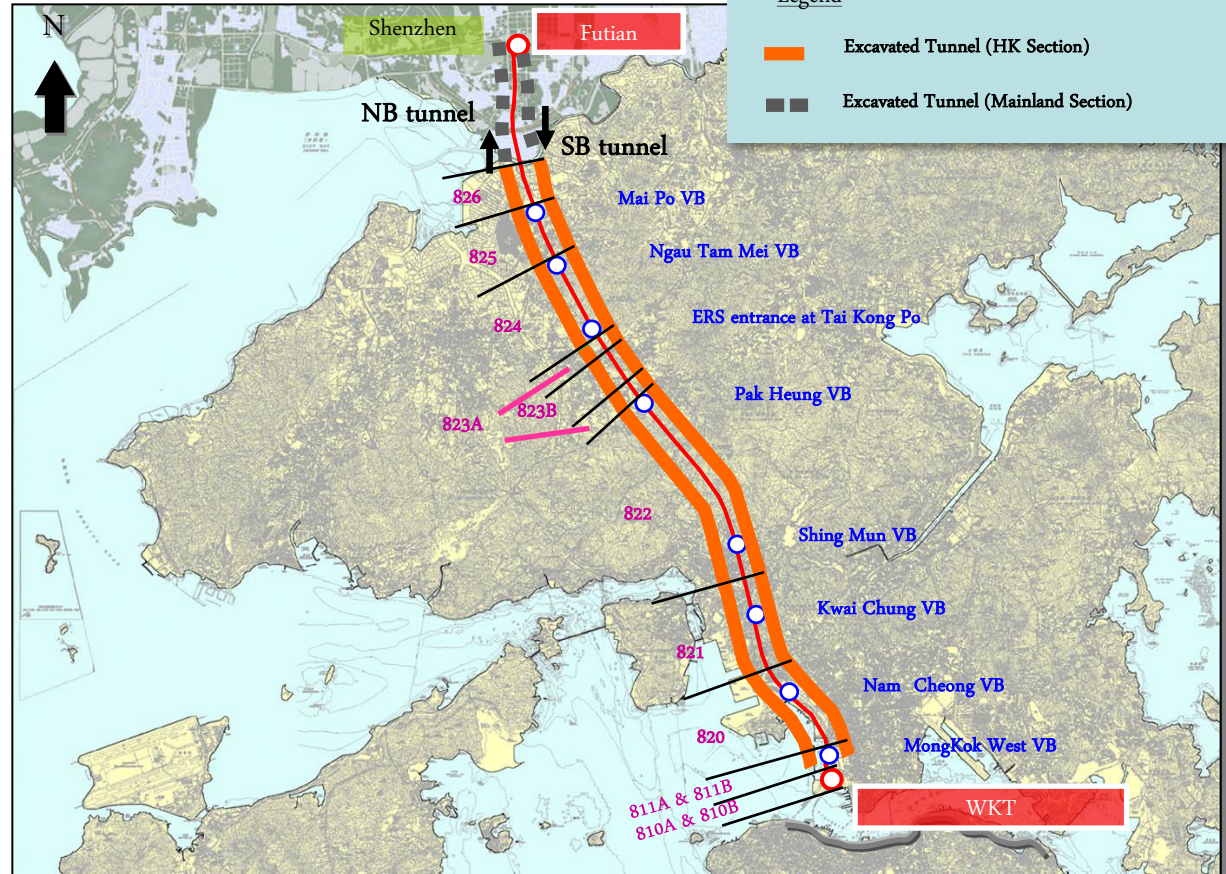 Legend
Excavated Tunnel (HK Section)
Excavated Tunnel (Mainland Section)
N
Shenzhen
Futian
NB tunnel
SB tunnel
826
Mai Po VB
825
Ngau Tam Mei VB
824
ERS entrance at Tai Kong Po
Pak Heung VB
823B
823A
822
Shing Mun VB
Kwai Chung VB
821
Nam Cheong VB
820
MongKok West VB
811A & 811B
810A & 810B
WKT